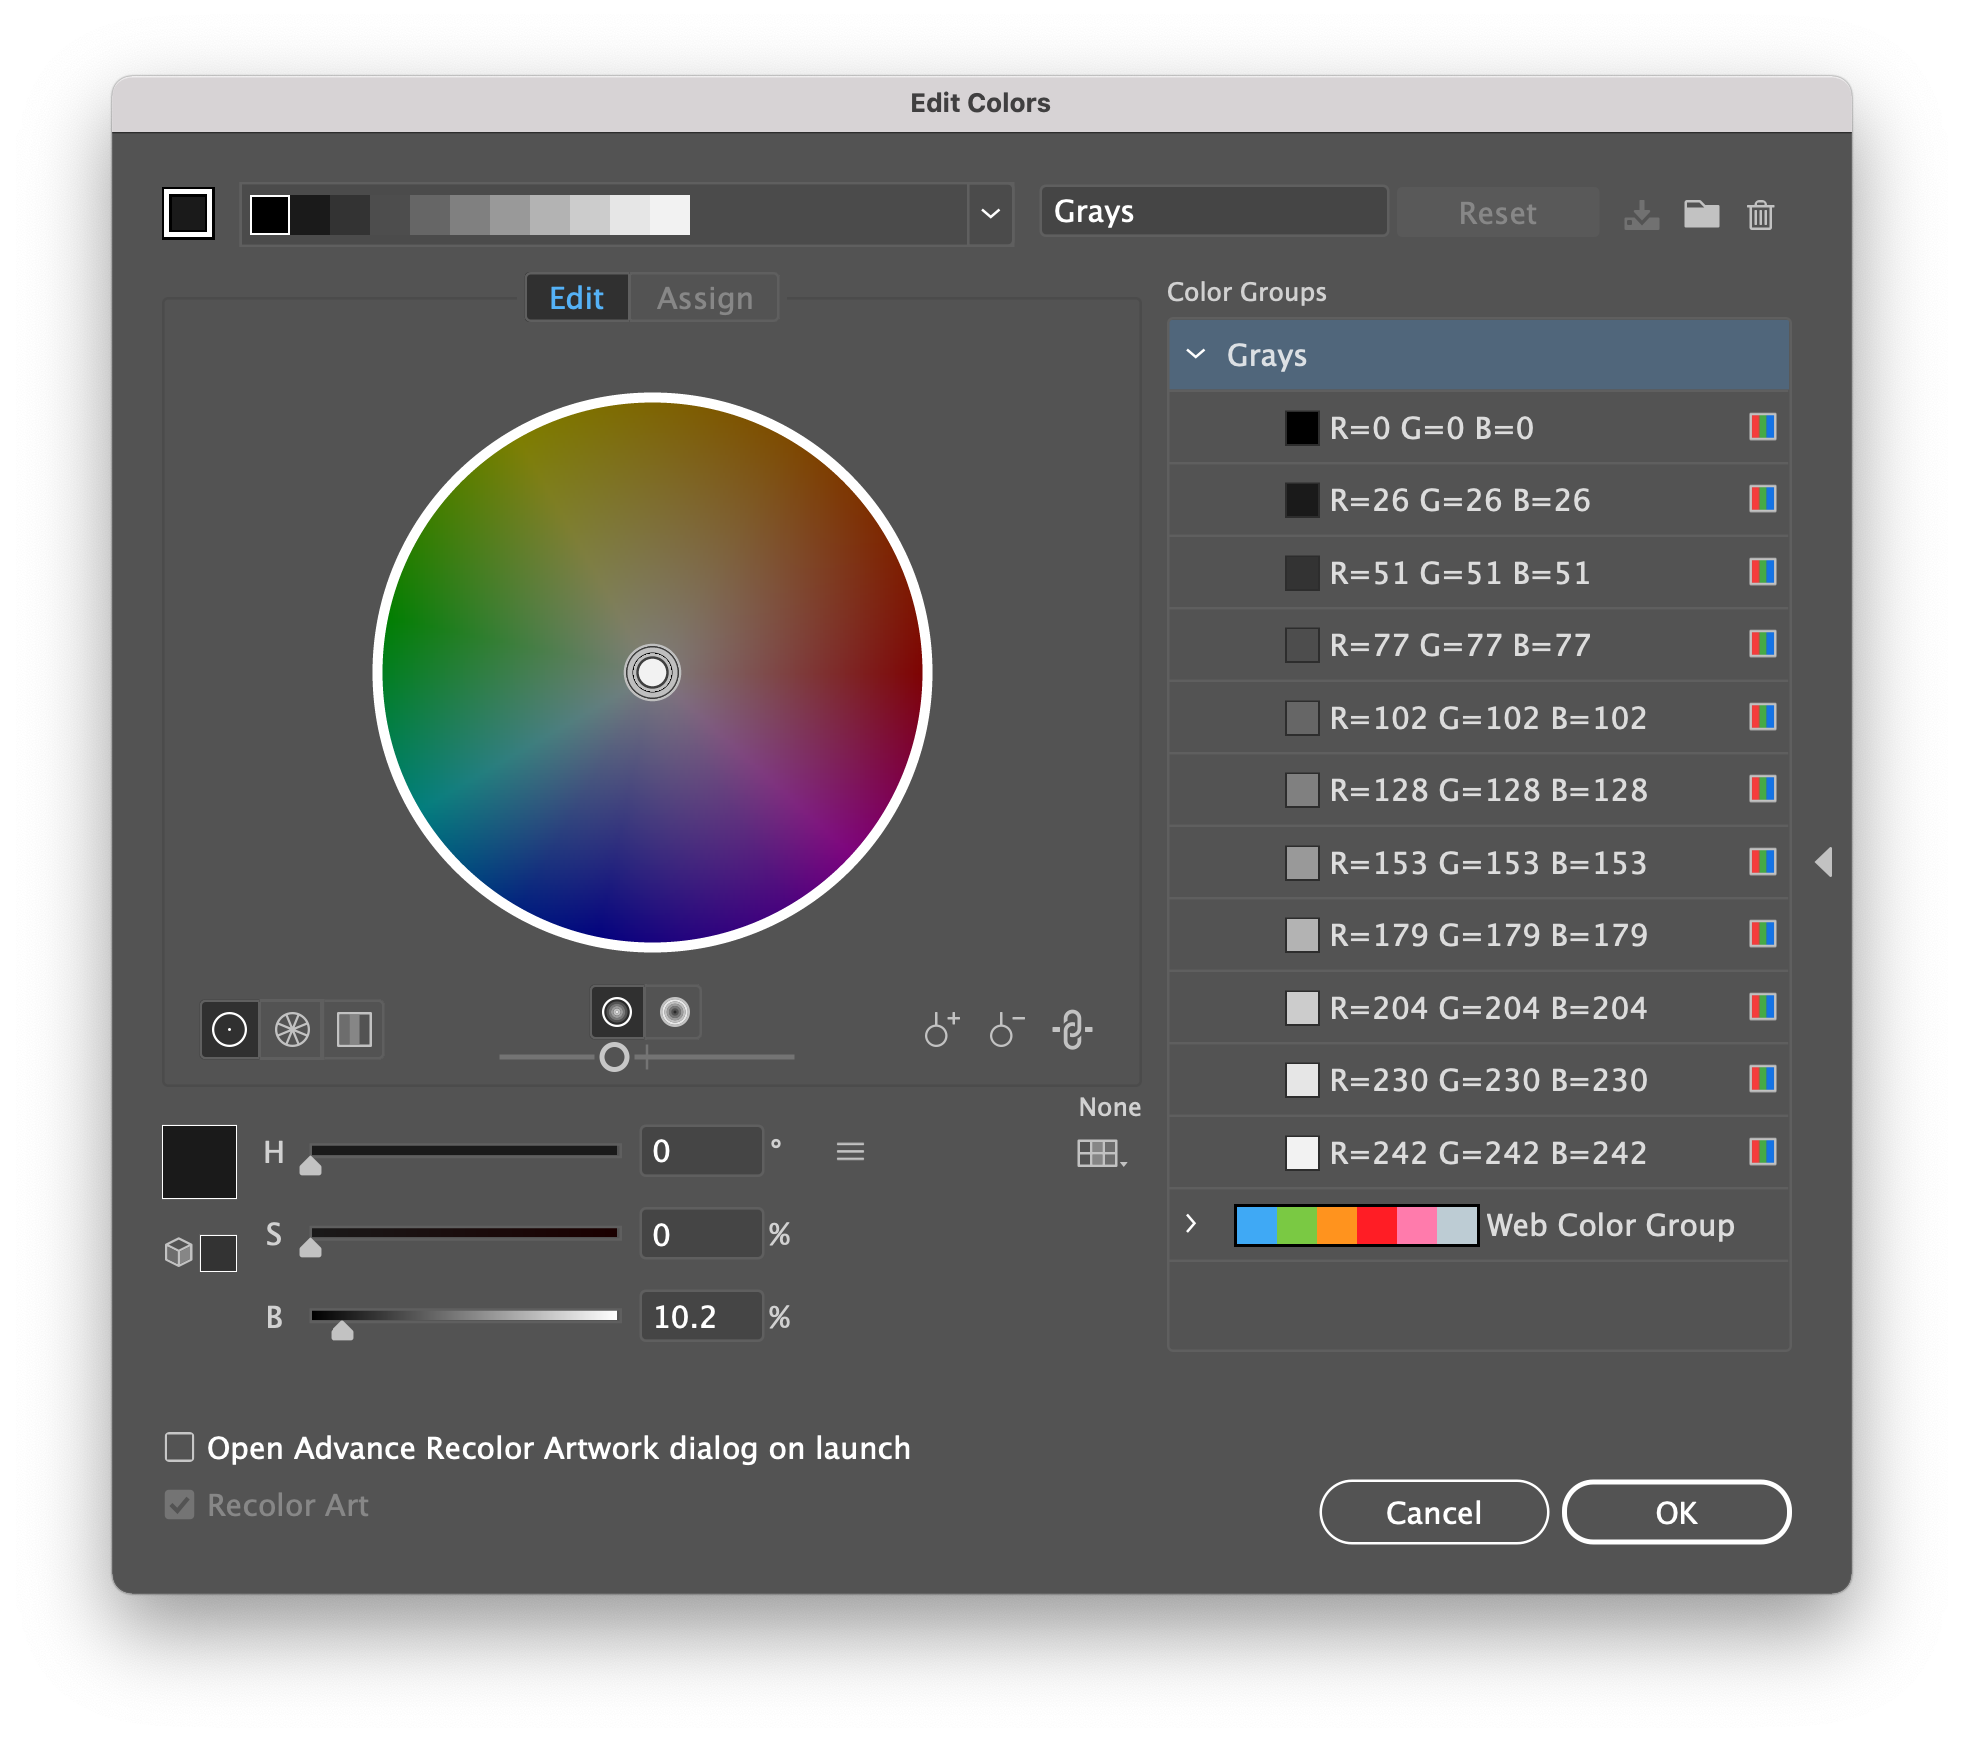 Edit Colors
Grays
Reset
Edit
Assign
Color Groups
Grays
R=0 G=0 B=0
R=26 G=26 B=26
R=51 G=51 B=51
R=77 G=77 B=77
R=102 G=102 B=102
R=128 G=128 B=128
R=153 G=153 B=153
R=179 G=179 B=179
R=204 G=204 B=204
R=230 G=230 B=230
R=242 G=242 B=242
Web Color Group
None
H 0 °
S 0 %
B 10.2 %
Open Advance Recolor Artwork dialog on launch
Recolor Art
Cancel
OK